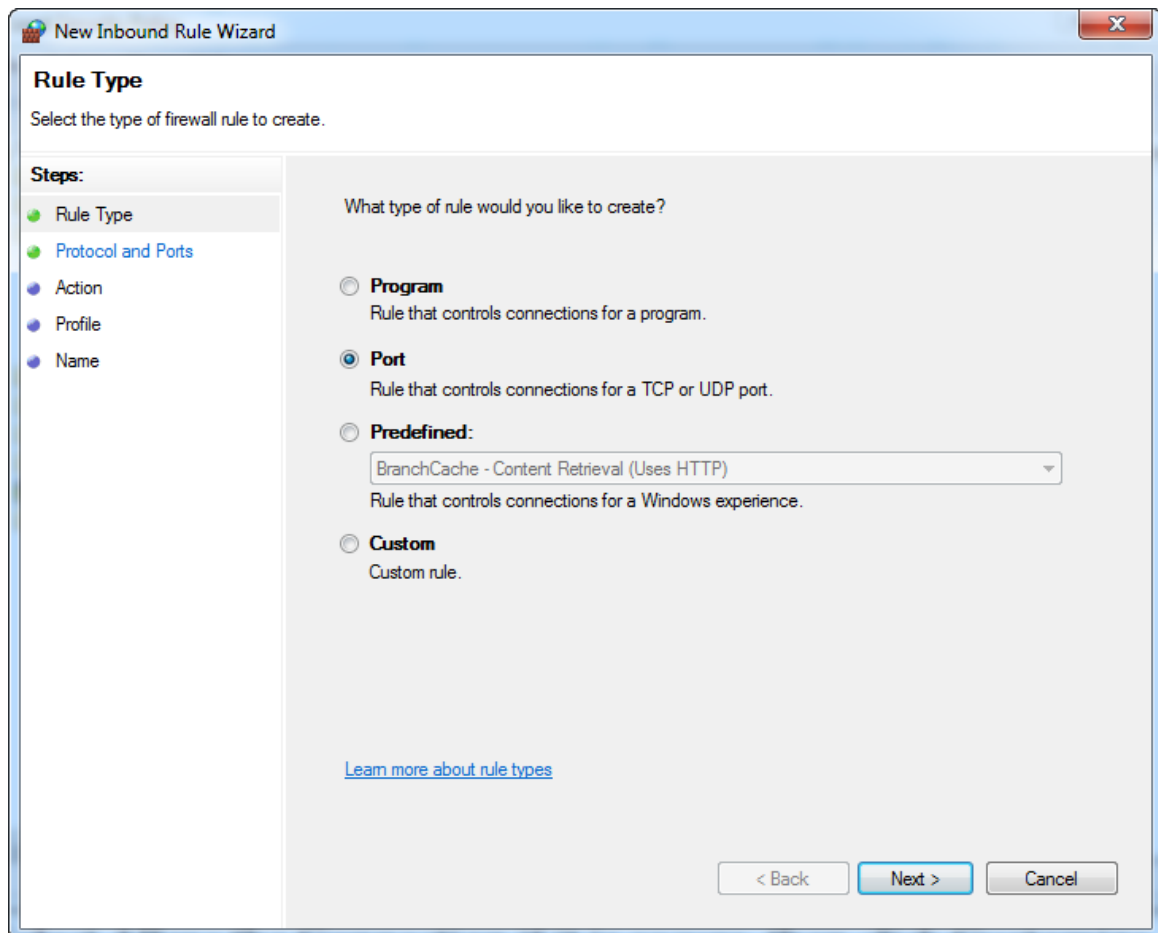 New Inbound Rule Wizard
Rule Type
Select the type of firewall rule to create.
Steps:
Rule Type
Protocol and Ports
Action
Profile
Name
What type of rule would you like to create?
Program
Rule that controls connections for a program.
Port
Rule that controls connections for a TCP or UDP port.
Predefined:
BranchCache - Content Retrieval (Uses HTTP)
Rule that controls connections for a Windows experience.
Custom
Custom rule.
Learn more about rule types
< Back
Next >
Cancel